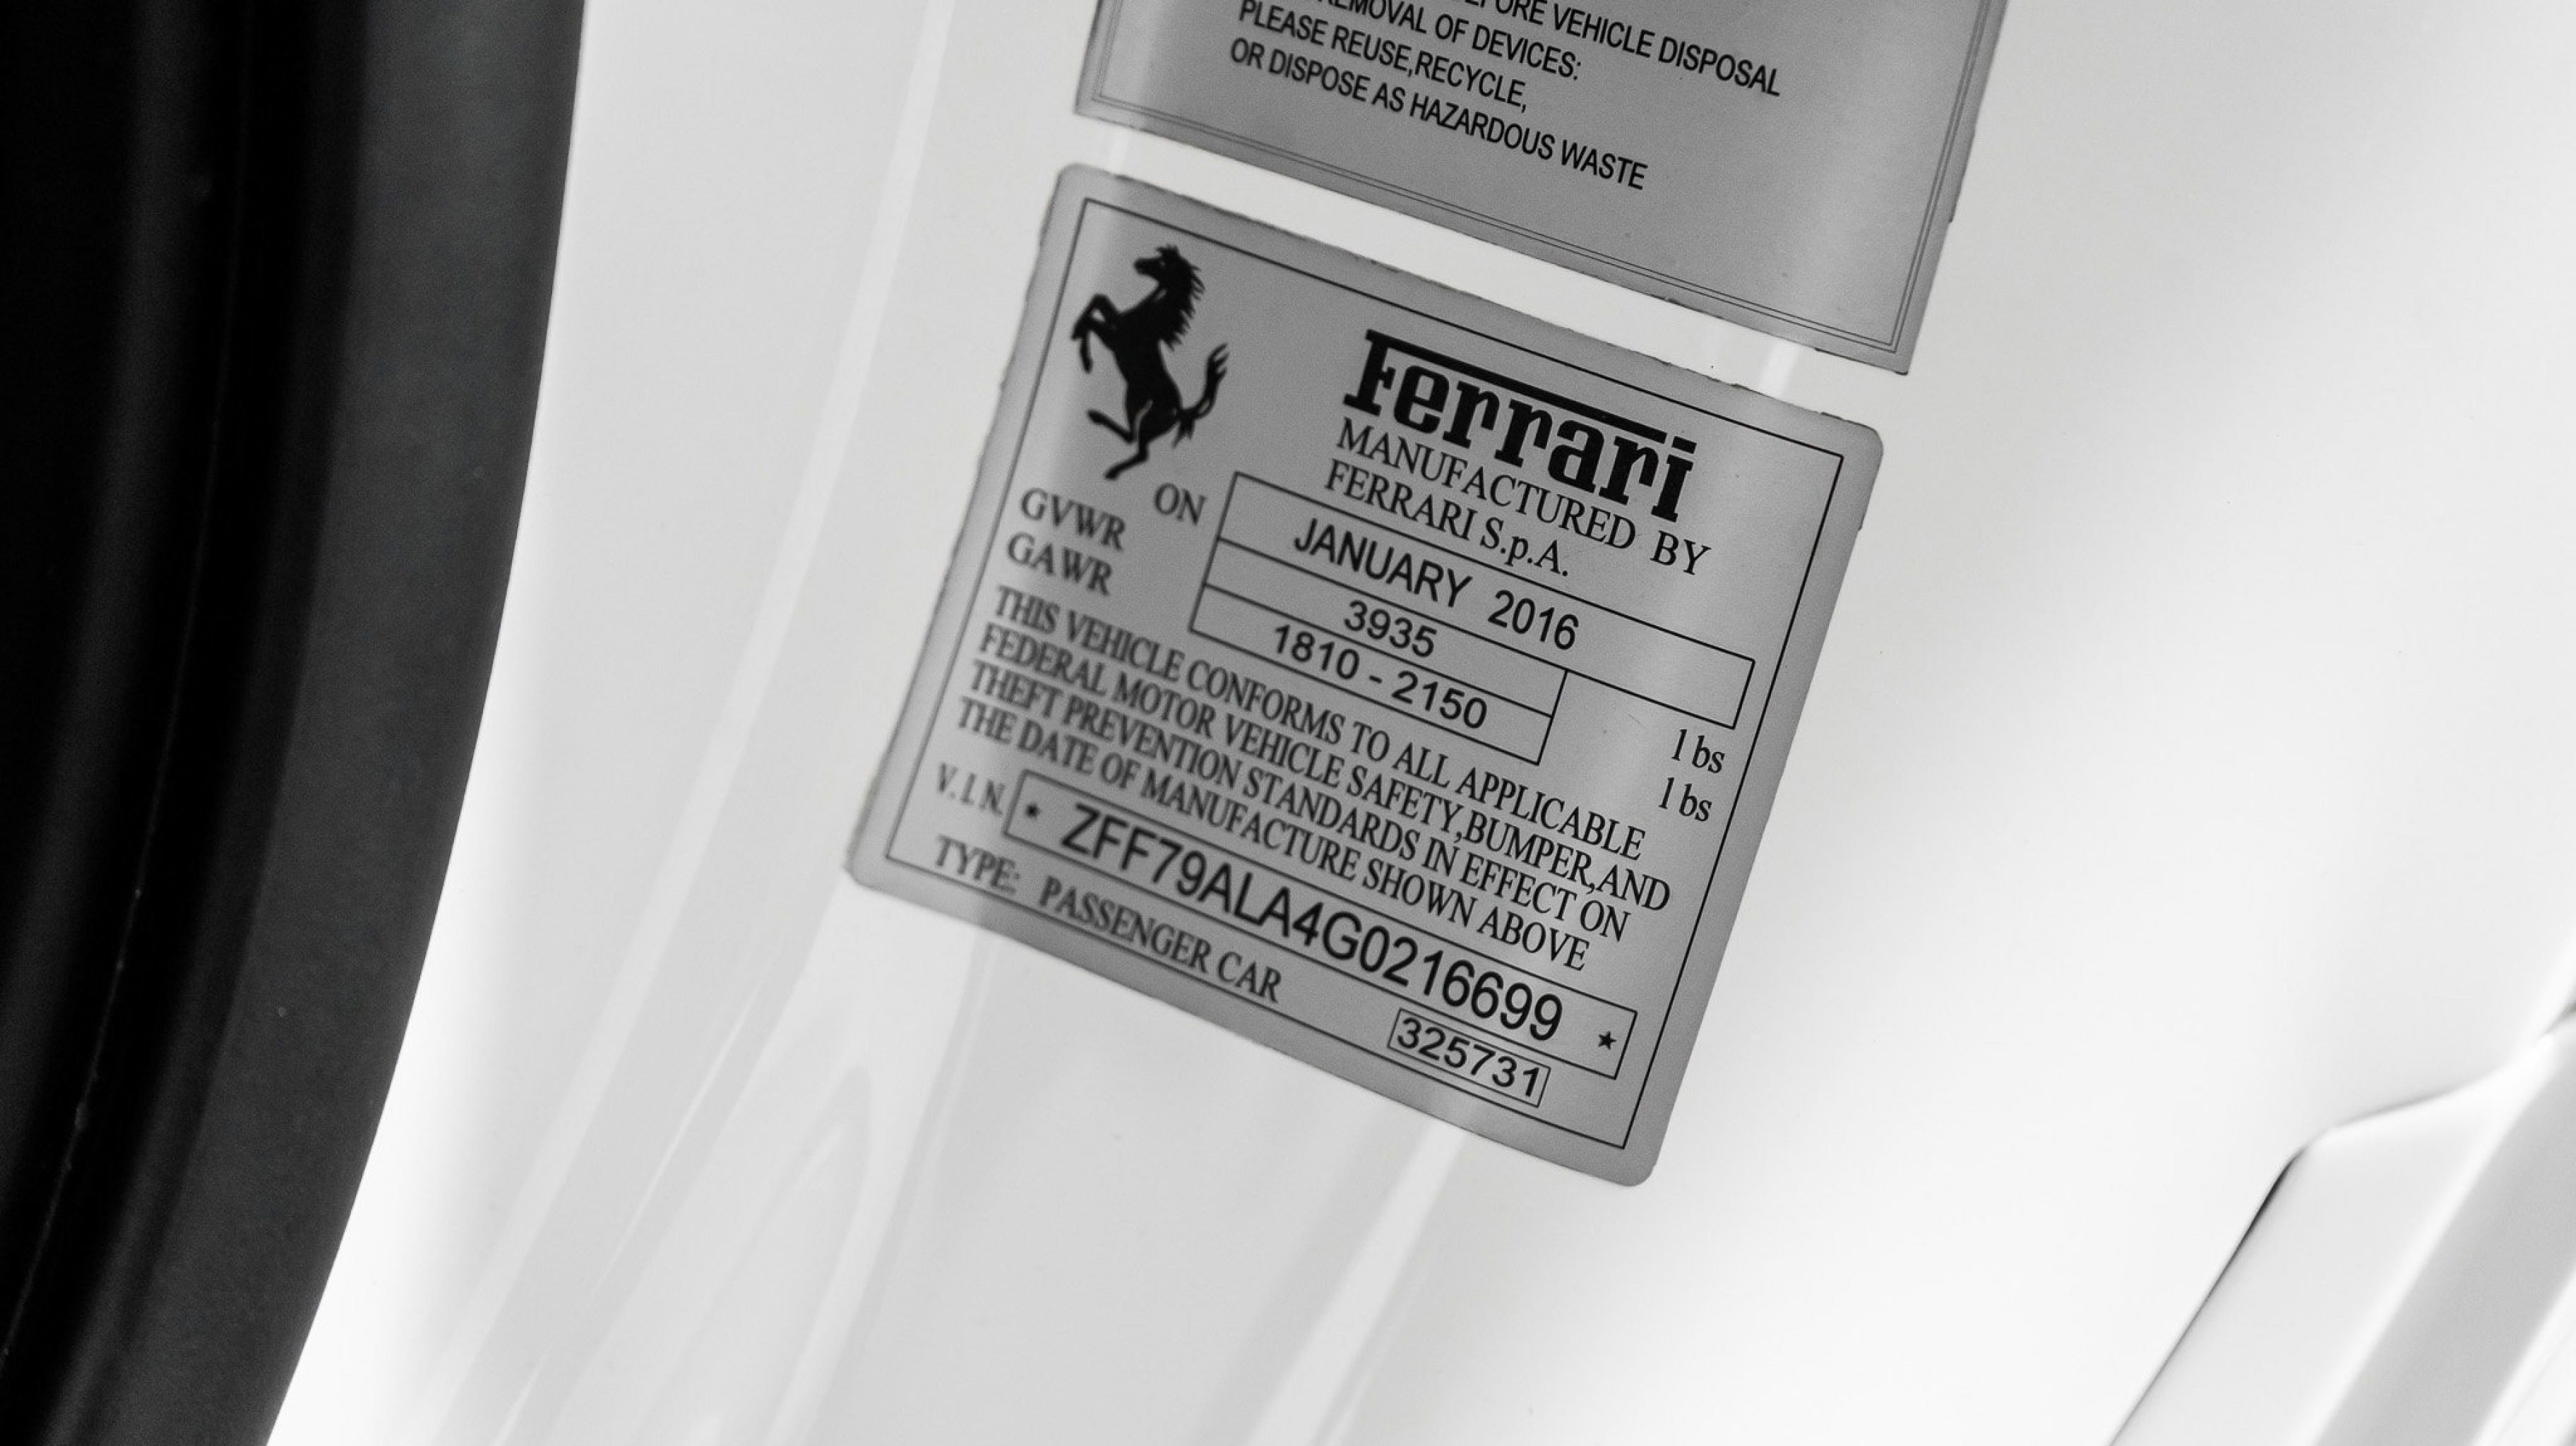 BEFORE VEHICLE DISPOSAL
REMOVAL OF DEVICES:
PLEASE REUSE,RECYCLE,
OR DISPOSE AS HAZARDOUS WASTE
Ferrari
MANUFACTURED BY
FERRARI S.p.A.
ON JANUARY 2016
GVWR 3935 lbs
GAWR 1810 - 2150 lbs
THIS VEHICLE CONFORMS TO ALL APPLICABLE
FEDERAL MOTOR VEHICLE SAFETY,BUMPER,AND
THEFT PREVENTION STANDARDS IN EFFECT ON
THE DATE OF MANUFACTURE SHOWN ABOVE
V.I.N. * ZFF79ALA4G0216699 *
TYPE: PASSENGER CAR
325731